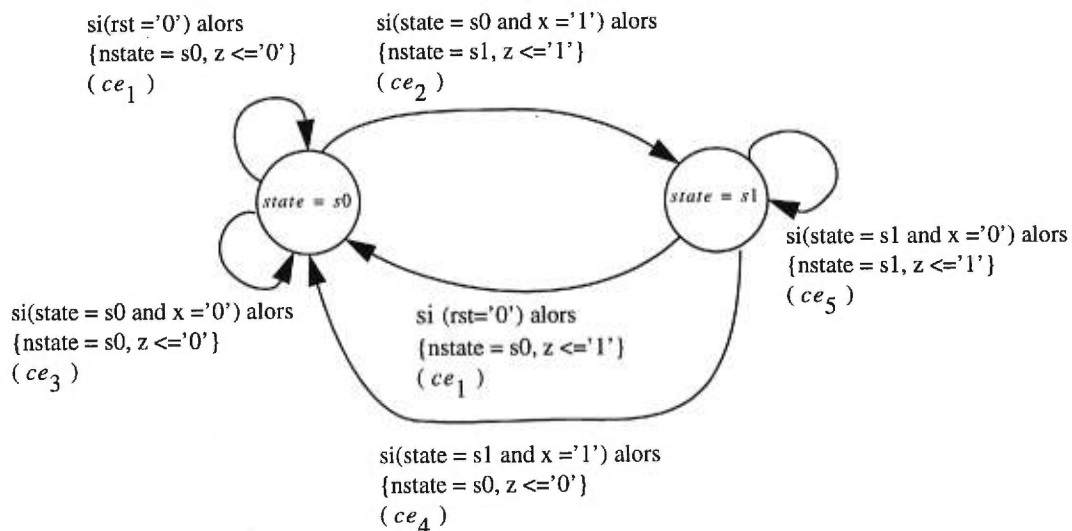 si(rst ='0') alors
{nstate = s0, z <='0'}
( ce1 )
si(state = s0 and x ='1') alors
{nstate = s1, z <='1'}
( ce2 )
state = s0
state = s1
si(state = s1 and x ='0') alors
{nstate = s1, z <='1'}
( ce5 )
si(state = s0 and x ='0') alors
{nstate = s0, z <='0'}
( ce3 )
si (rst='0') alors
{nstate = s0, z <='1'}
( ce1 )
si(state = s1 and x ='1') alors
{nstate = s0, z <='0'}
( ce4 )